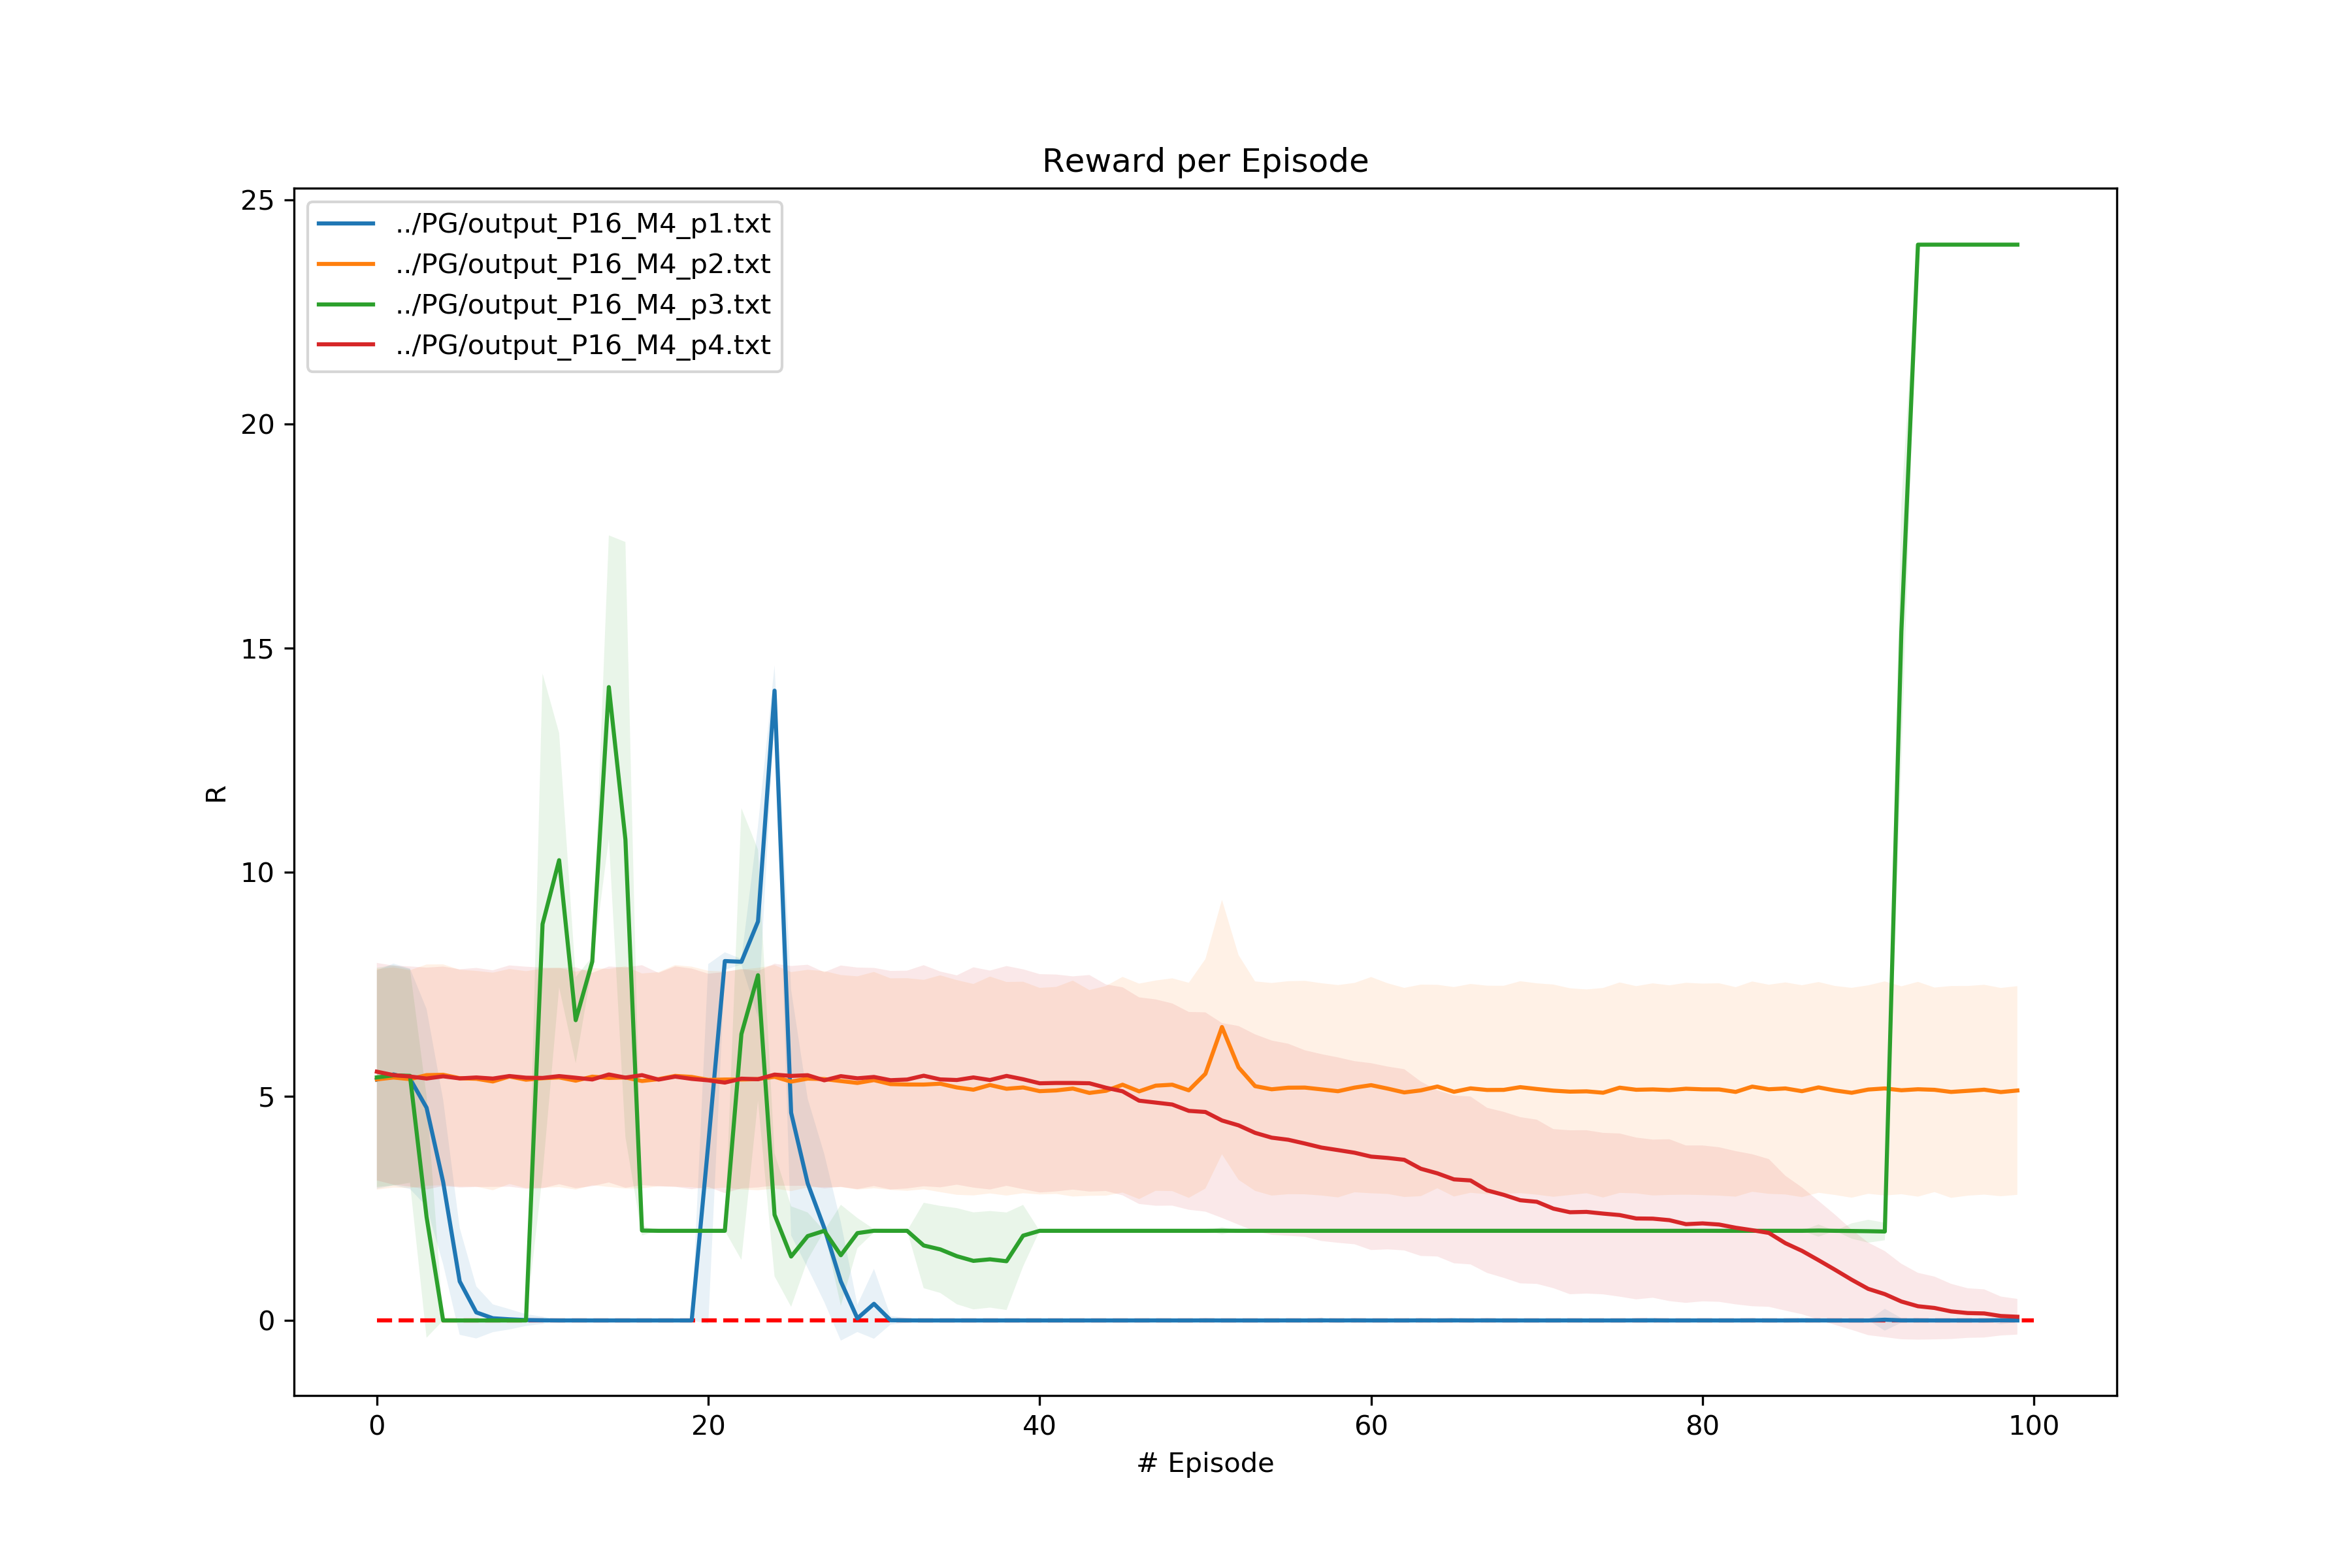 Reward per Episode
25
20
15
10
5
0
R
../PG/output_P16_M4_p1.txt
../PG/output_P16_M4_p2.txt
../PG/output_P16_M4_p3.txt
../PG/output_P16_M4_p4.txt
0 20 40 60 80 100
# Episode